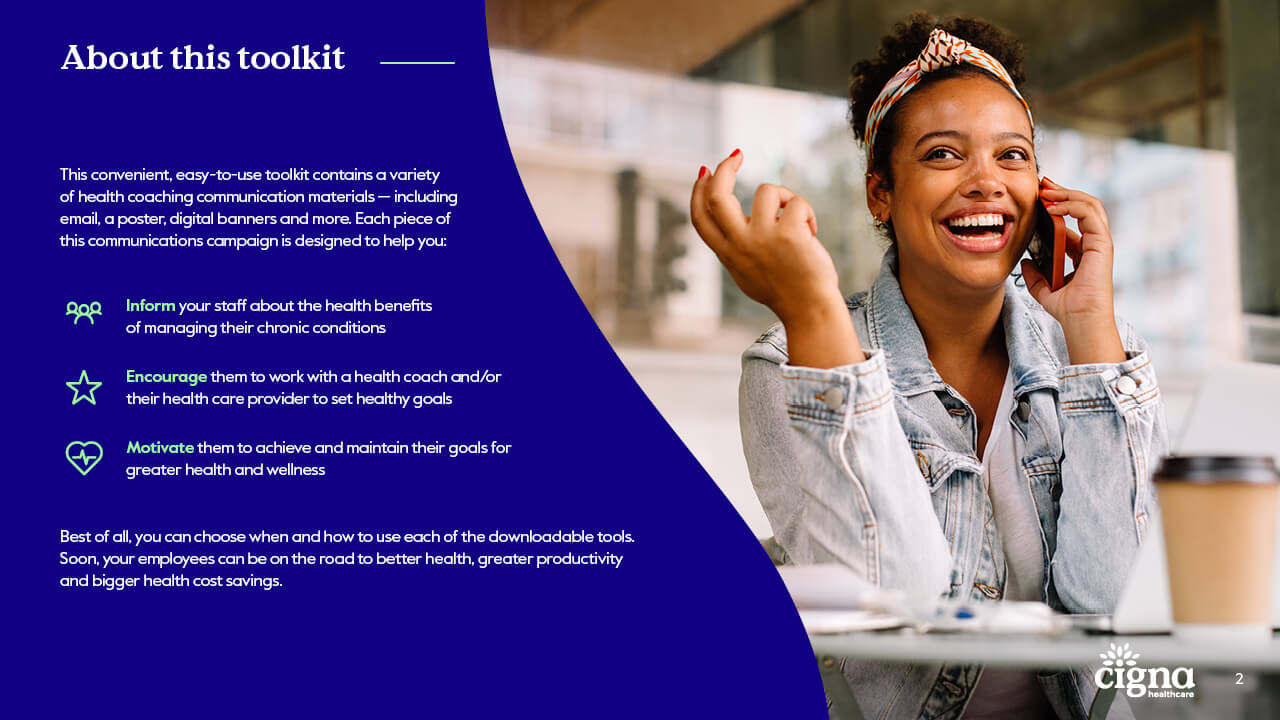 About this toolkit
This convenient, easy-to-use toolkit contains a variety
of health coaching communication materials — including
email, a poster, digital banners and more. Each piece of
this communications campaign is designed to help you:
Inform your staff about the health benefits
of managing their chronic conditions
Encourage them to work with a health coach and/or
their health care provider to set healthy goals
Motivate them to achieve and maintain their goals for
greater health and wellness
Best of all, you can choose when and how to use each of the downloadable tools.
Soon, your employees can be on the road to better health, greater productivity
and bigger health cost savings.
cigna
healthcare
2